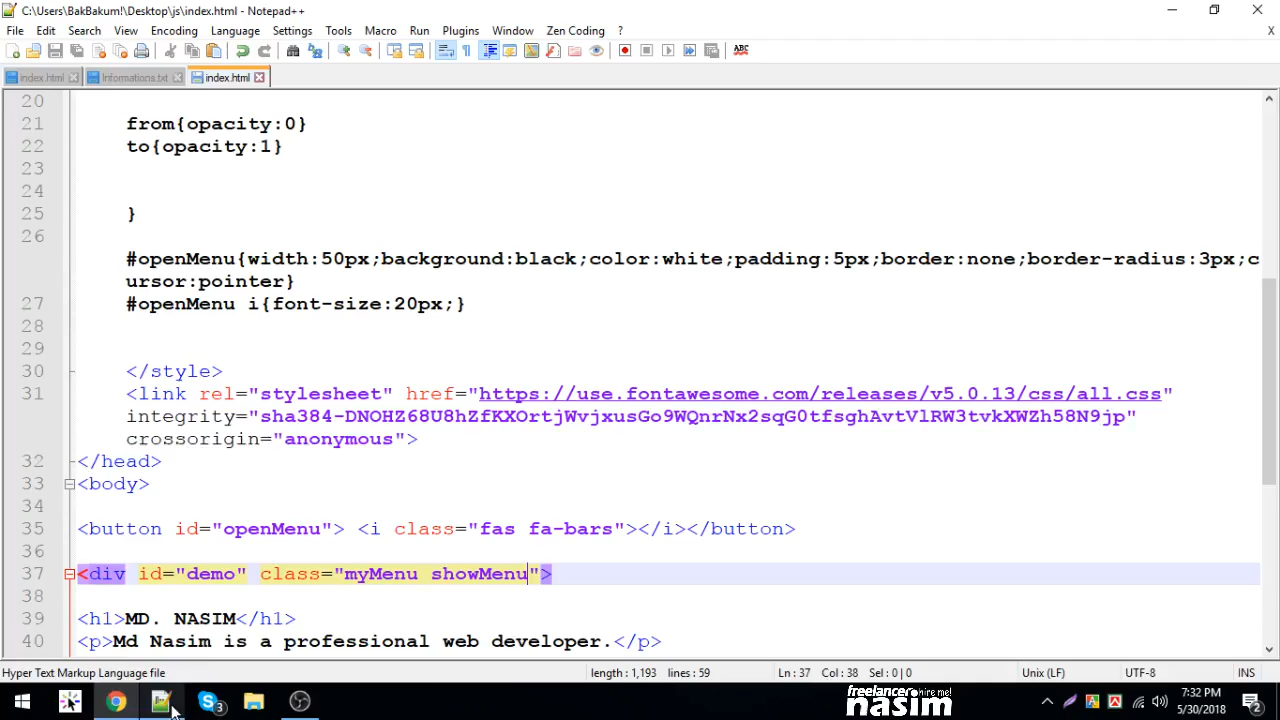 C:\Users\BakBakum!\Desktop\js\index.html - Notepad++
File Edit Search View Encoding Language Settings Tools Macro Run Plugins Window Zen Coding ? X
ABC
index.html Informations.txt index.html
20
21 from{opacity:0}
22 to{opacity:1}
23
24
25 }
26 #openMenu{width:50px;background:black;color:white;padding:5px;border:none;border-radius:3px;c
ursor:pointer}
27 #openMenu i{font-size:20px;}
28
29
30 </style>
31 <link rel="stylesheet" href="https://use.fontawesome.com/releases/v5.0.13/css/all.css"
integrity="sha384-DNOHZ68U8hZfKXOrtjWvjxusGo9WQnrNx2sqG0tfsghAvtVlRW3tvkXWZh58N9jp"
crossorigin="anonymous">
32 </head>
33 <body>
34
35 <button id="openMenu"> <i class="fas fa-bars"></i></button>
36
37 <div id="demo" class="myMenu showMenu">
38
39 <h1>MD. NASIM</h1>
40 <p>Md Nasim is a professional web developer.</p>
Hyper Text Markup Language file length : 1,193 lines : 59 Ln : 37 Col : 38 Sel : 0 | 0 Unix (LF) UTF-8 INS
3
freelancer hire me!
nasim
7:32 PM
5/30/2018
2